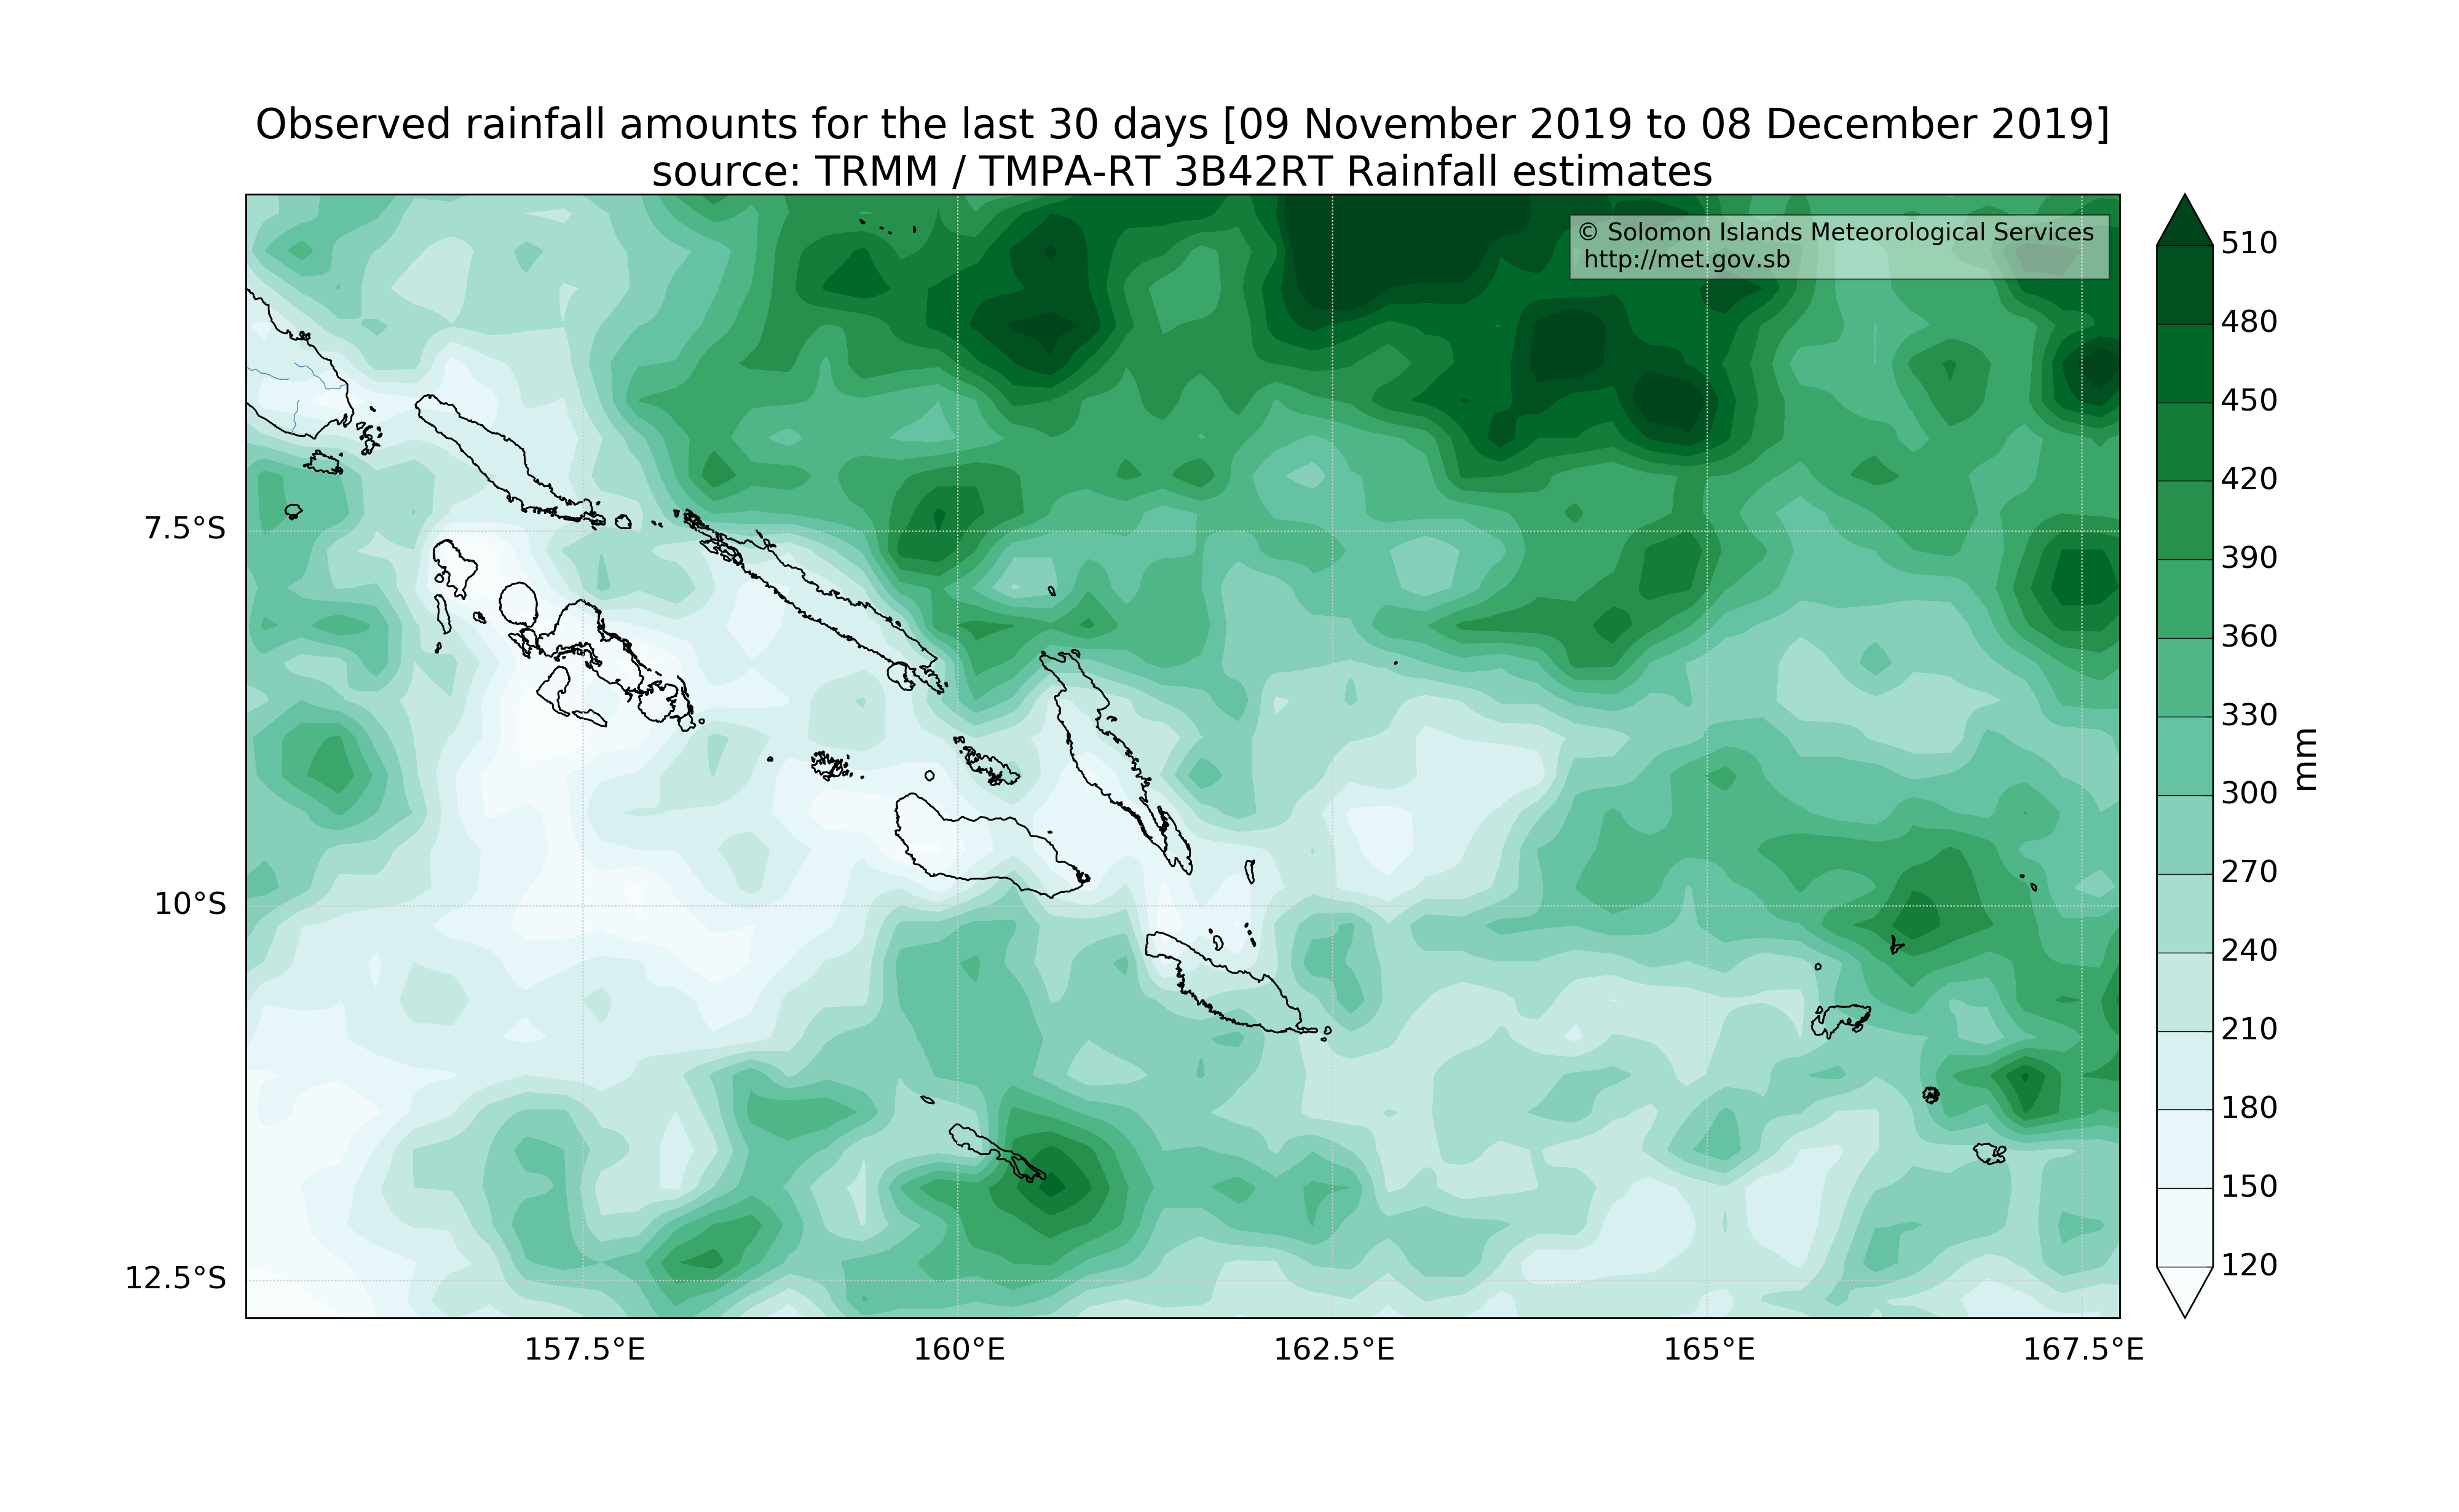 Observed rainfall amounts for the last 30 days [09 November 2019 to 08 December 2019]
source: TRMM / TMPA-RT 3B42RT Rainfall estimates
© Solomon Islands Meteorological Services
http://met.gov.sb
7.5°S
10°S
12.5°S
157.5°E
160°E
162.5°E
165°E
167.5°E
510
480
450
420
390
360
330
300
270
240
210
180
150
120
mm